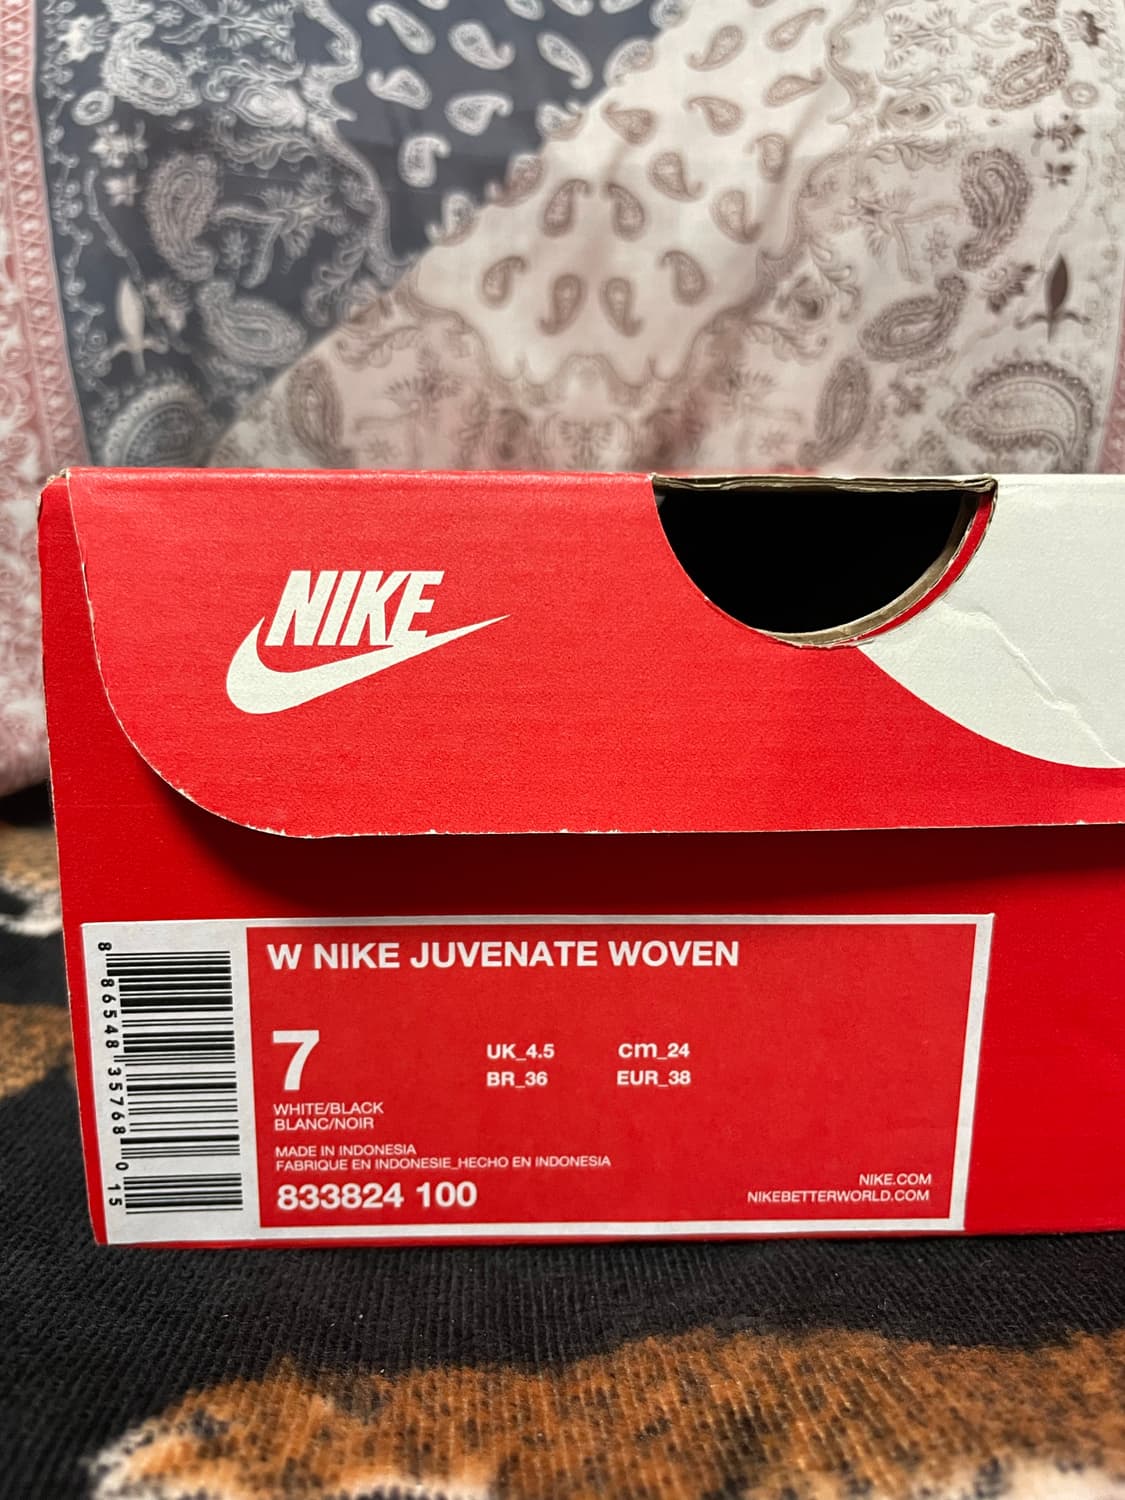 NIKE
W NIKE JUVENATE WOVEN
7
UK_4.5 cm_24
BR_36 EUR_38
WHITE/BLACK
BLANC/NOIR
MADE IN INDONESIA
FABRIQUE EN INDONESIE_HECHO EN INDONESIA
833824 100
NIKE.COM
NIKEBETTERWORLD.COM
8 86548 35768 0 15